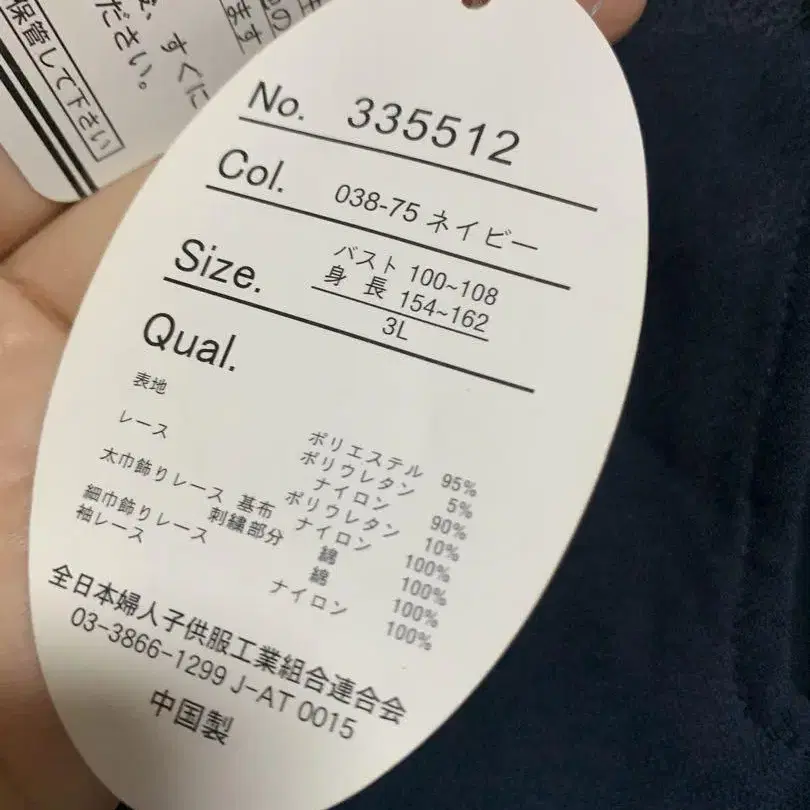 す。すぐに
ださい。
保管して下さい
ます
No. 335512
Col. 038-75 ネイビー
Size. バスト 100~108
身長 154~162
3L
Qual.
表地 ポリエステル 95%
ポリウレタン 5%
レース ナイロン 90%
ポリウレタン 10%
太巾飾りレース 基布 ナイロン 100%
刺繍部分 綿 100%
細巾飾りレース 綿 100%
袖レース ナイロン 100%
全日本婦人子供服工業組合連合会
03-3866-1299 J-AT 0015
中国製